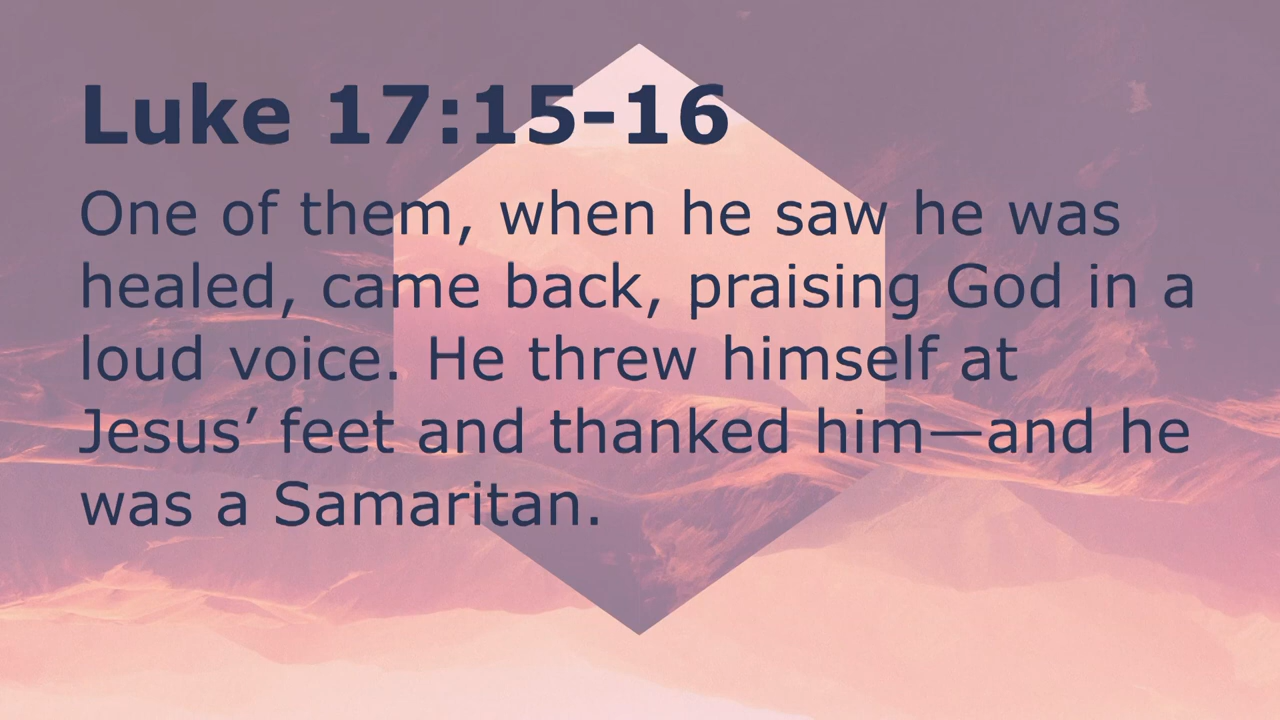 Luke 17:15-16
One of them, when he saw he was
healed, came back, praising God in a
loud voice. He threw himself at
Jesus’ feet and thanked him—and he
was a Samaritan.